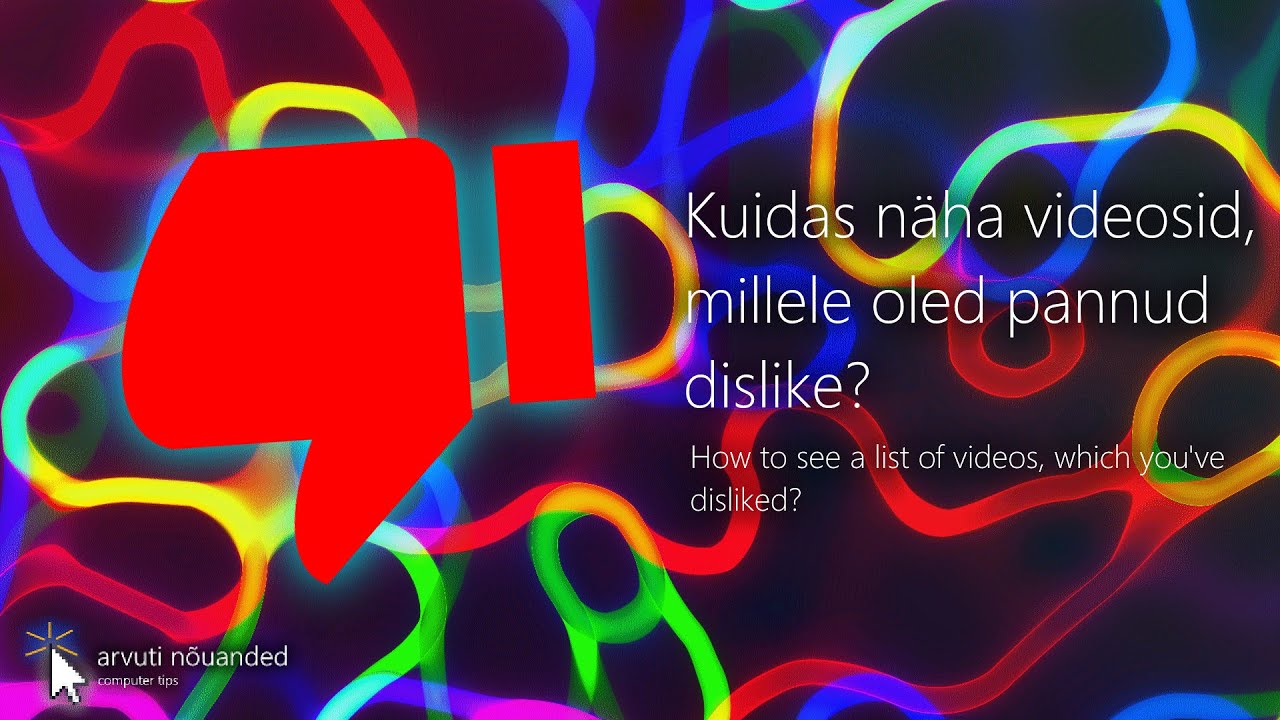 Kuidas näha videosid,
millele oled pannud
dislike?
How to see a list of videos, which you've
disliked?
arvuti nõuanded
computer tips